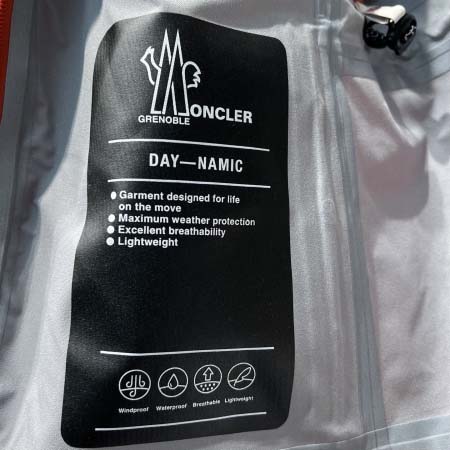 MONCLER
GRENOBLE
DAY—NAMIC
● Garment designed for life
on the move
● Maximum weather protection
● Excellent breathability
● Lightweight
Windproof Waterproof Breathable Lightweight